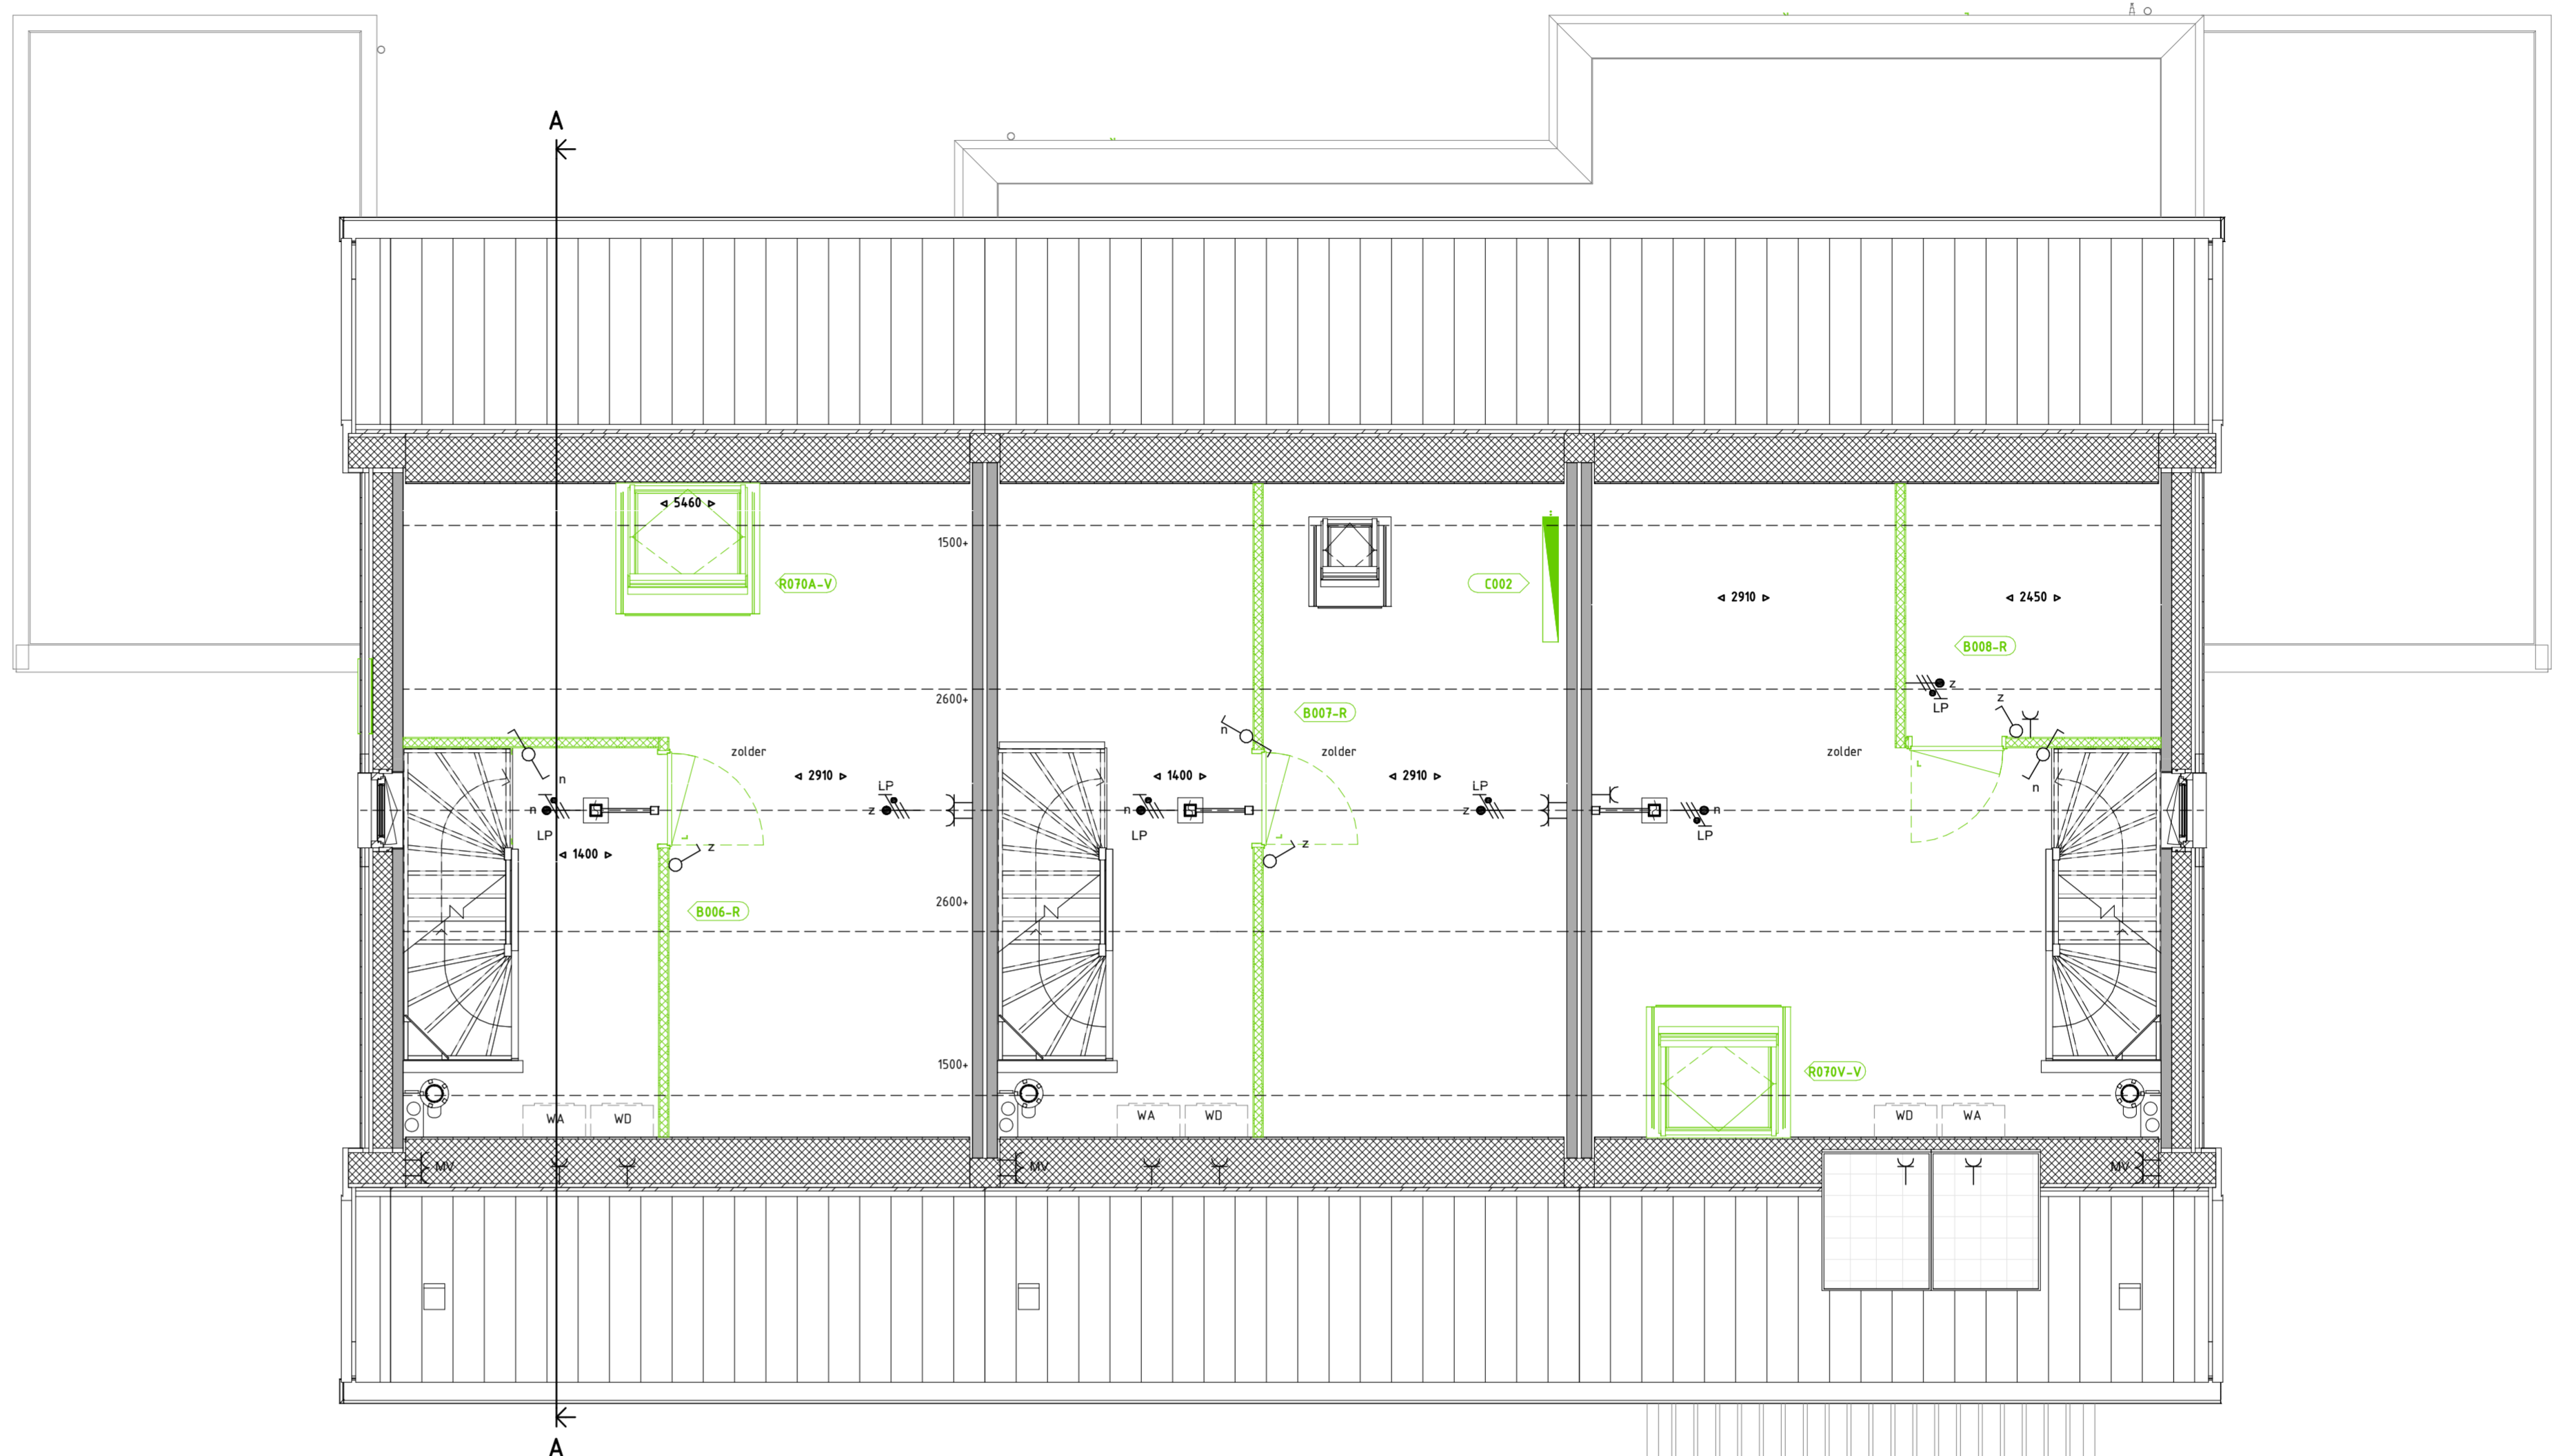 A
◁ 5460 ▷
1500+
R070A-V
C002
◁ 2910 ▷
◁ 2450 ▷
B008-R
z
LP
z
2600+
B007-R
n
zolder
zolder
zolder
n
◁ 2910 ▷
◁ 1400 ▷
◁ 2910 ▷
LP
LP
n
n
z
n
z
n
LP
LP
LP
L
L
L
z
z
◁ 1400 ▷
2600+
B006-R
1500+
R070V-V
WA
WD
WA
WD
WD
WA
MV
MV
MV
A